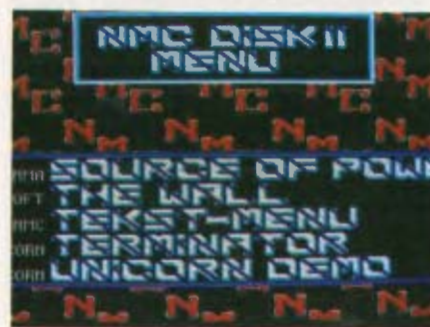 NMC DISK II
MENU
SOURCE OF POW
THE WALL
TEKST-MENU
TERMINATOR
UNICORN DEMO